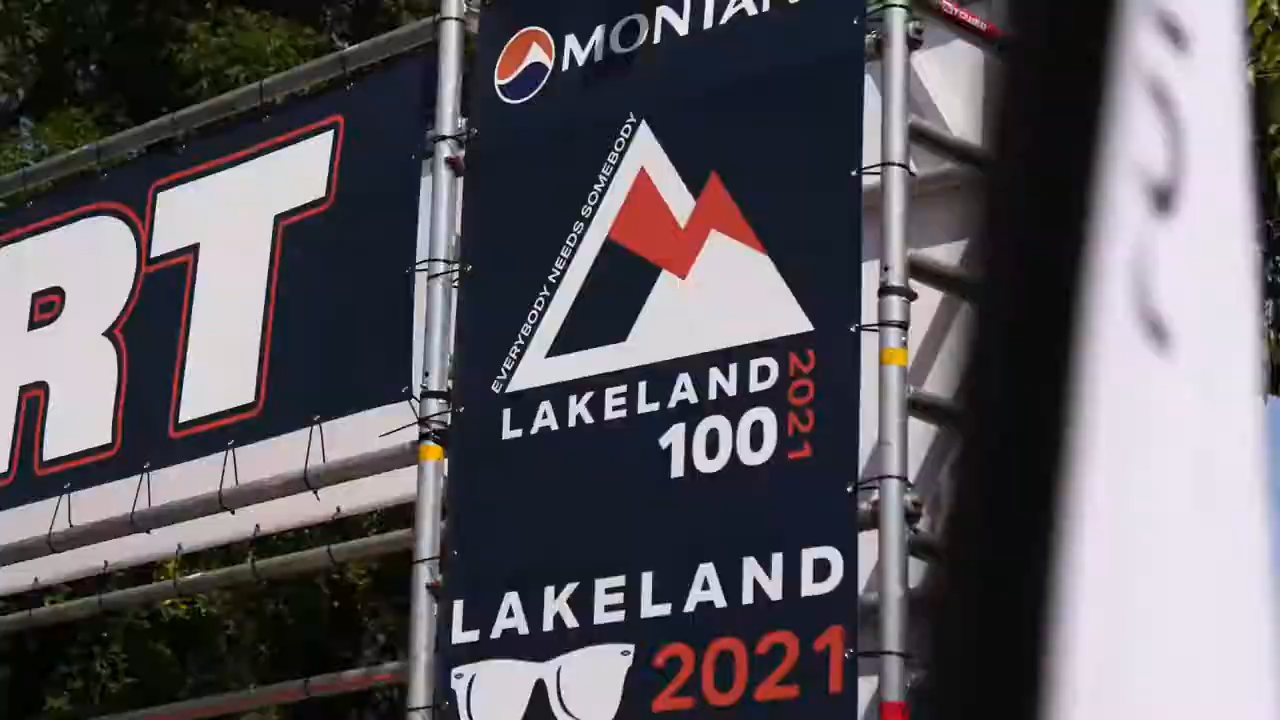 MONTAN
RT
EVERYBODY NEEDS SOMEBODY
LAKELAND
100
2021
LAKELAND
2021